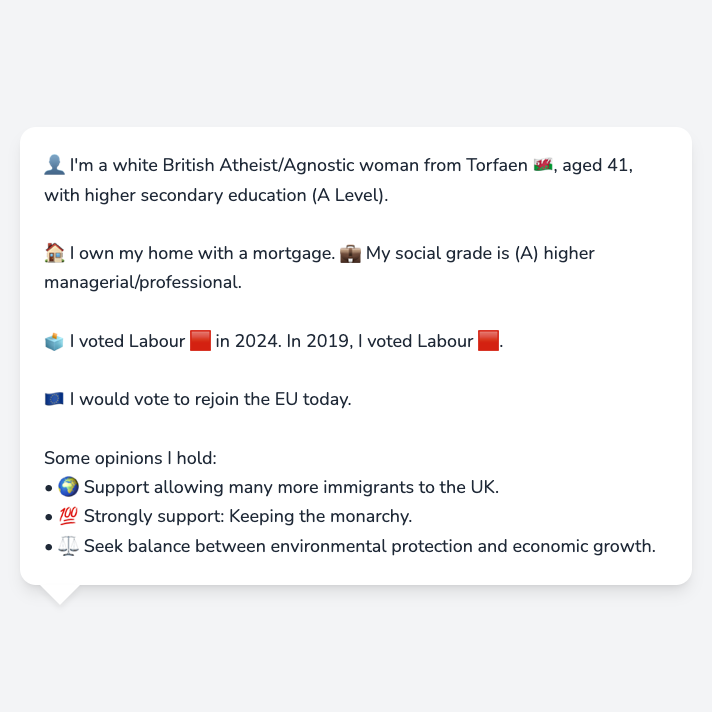 👤 I'm a white British Atheist/Agnostic woman from Torfaen 🏴󠁧󠁢󠁷󠁬󠁳󠁿, aged 41,
with higher secondary education (A Level).
🏠 I own my home with a mortgage. 💼 My social grade is (A) higher
managerial/professional.
🗳️ I voted Labour 🟥 in 2024. In 2019, I voted Labour 🟥.
🇪🇺 I would vote to rejoin the EU today.
Some opinions I hold:
• 🌍 Support allowing many more immigrants to the UK.
• 💯 Strongly support: Keeping the monarchy.
• ⚖️ Seek balance between environmental protection and economic growth.